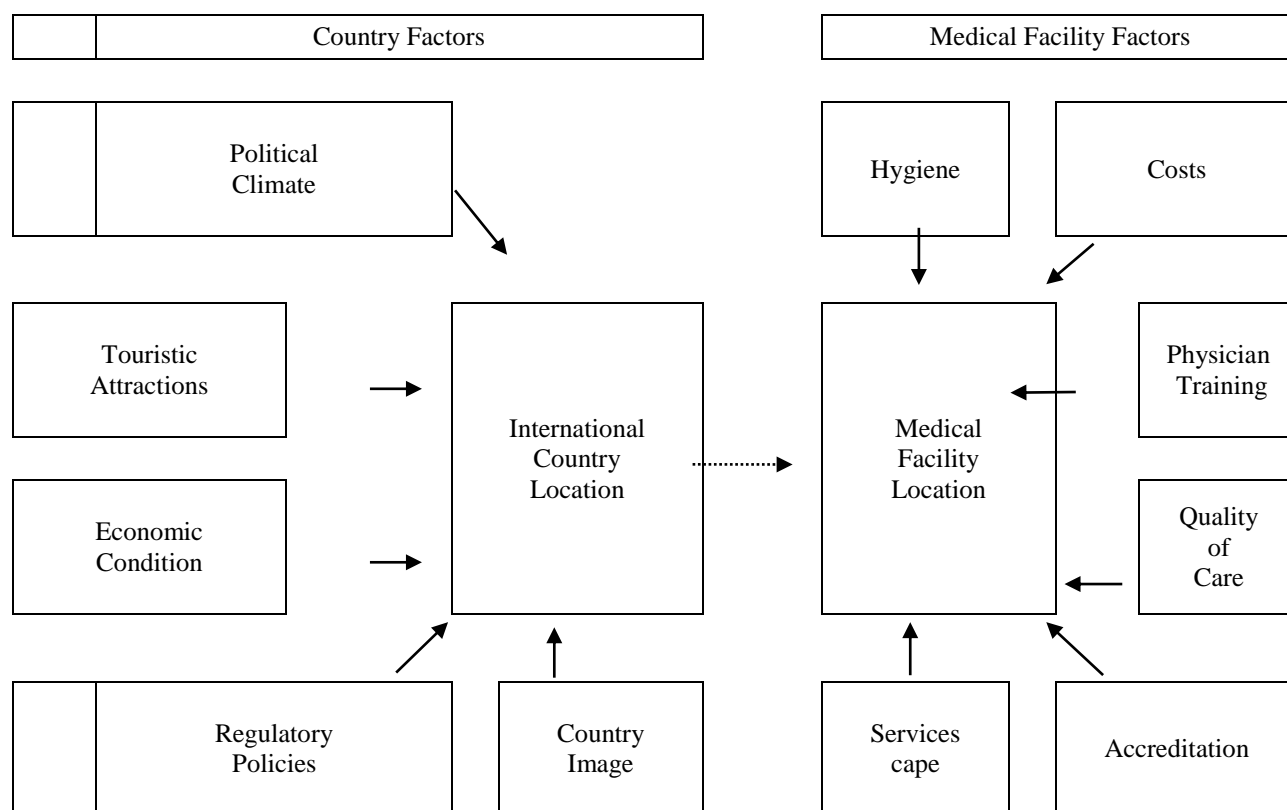 Country Factors
Medical Facility Factors
Political
Climate
Hygiene
Costs
Touristic
Attractions
International
Country
Location
Medical
Facility
Location
Physician
Training
Economic
Condition
Quality
of
Care
Regulatory
Policies
Country
Image
Services
cape
Accreditation